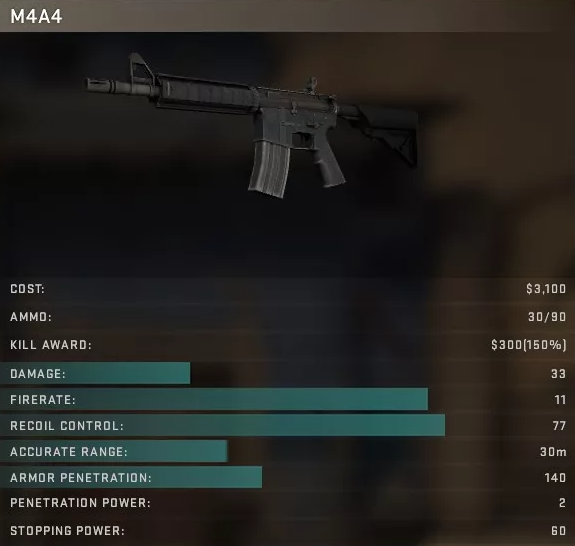 M4A4
COST: $3,100
AMMO: 30/90
KILL AWARD: $300(150%)
DAMAGE: 33
FIRERATE: 11
RECOIL CONTROL: 77
ACCURATE RANGE: 30m
ARMOR PENETRATION: 140
PENETRATION POWER: 2
STOPPING POWER: 60